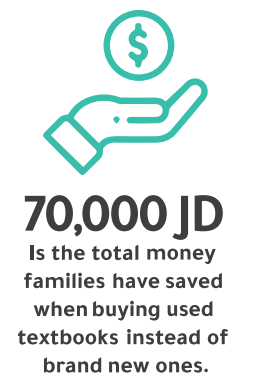 $
70,000 JD
Is the total money
families have saved
when buying used
textbooks instead of
brand new ones.